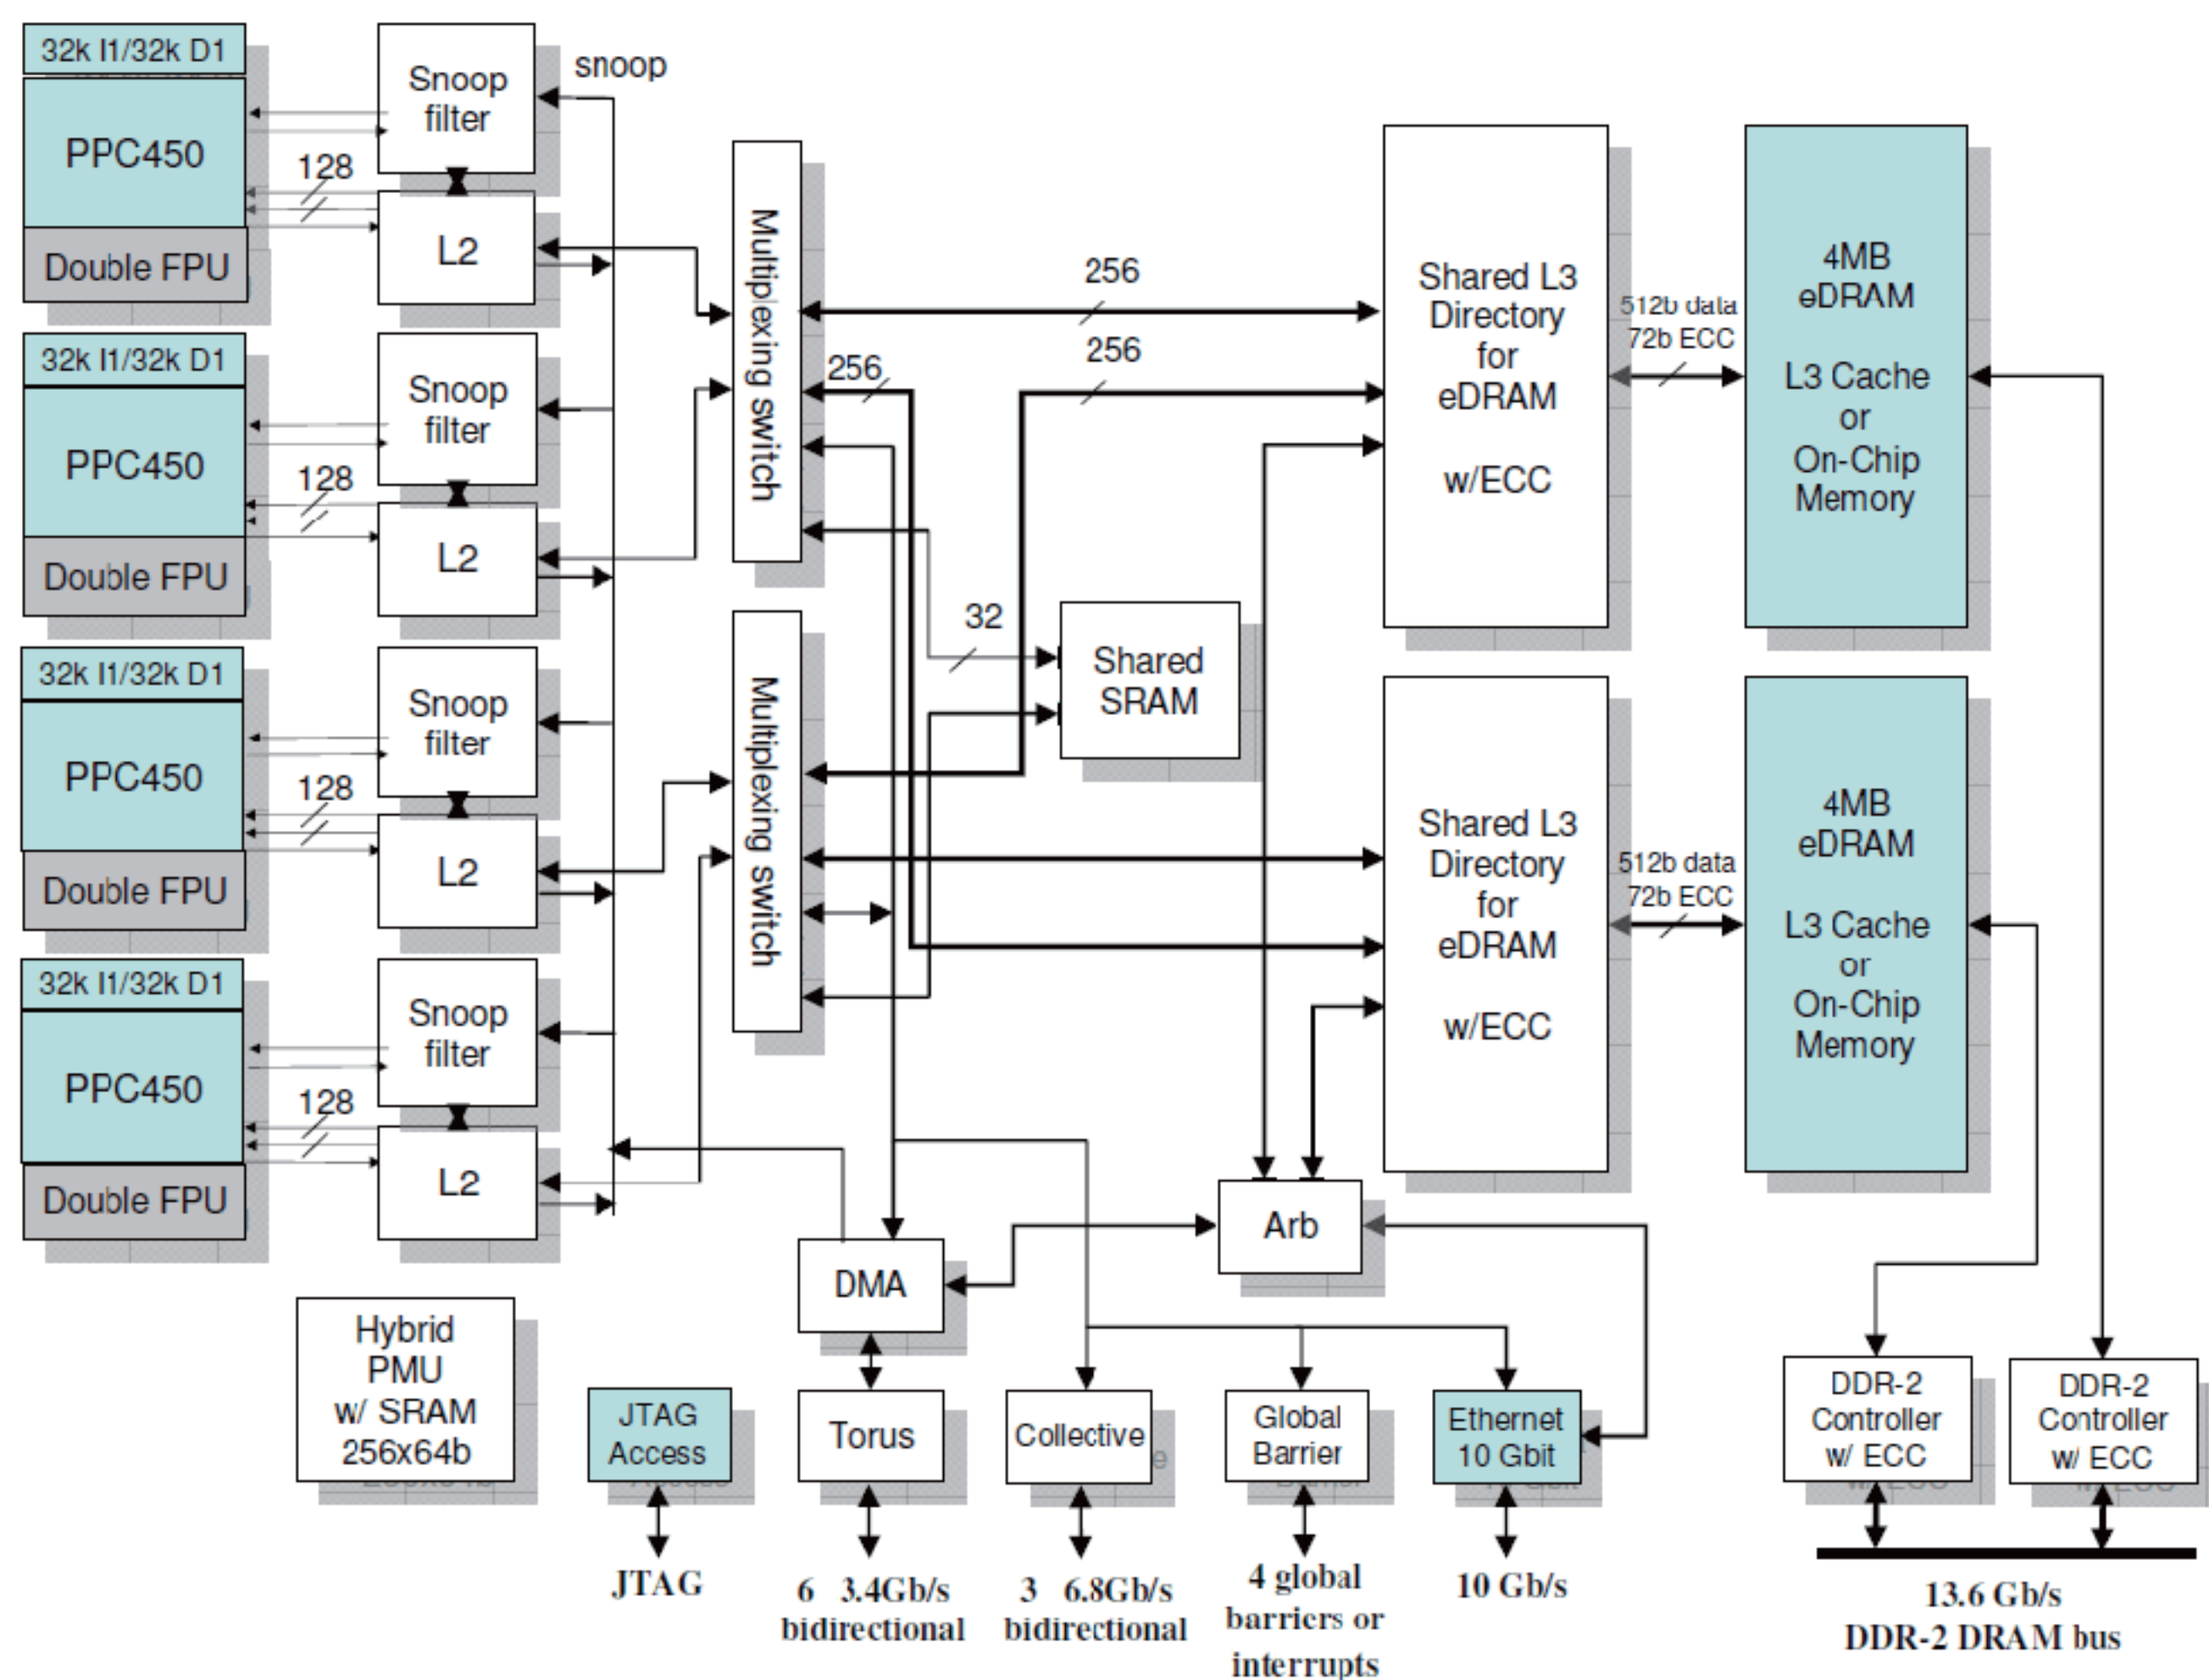 32k I1/32k D1
PPC450
Double FPU
128
Snoop
filter
L2
snoop
32k I1/32k D1
PPC450
Double FPU
128
Snoop
filter
L2
32k I1/32k D1
PPC450
Double FPU
128
Snoop
filter
L2
32k I1/32k D1
PPC450
Double FPU
128
Snoop
filter
L2
Multiplexing switch
Multiplexing switch
256
256
256
32
Shared
SRAM
Shared L3
Directory
for
eDRAM
w/ECC
512b data
72b ECC
4MB
eDRAM
L3 Cache
or
On-Chip
Memory
Shared L3
Directory
for
eDRAM
w/ECC
512b data
72b ECC
4MB
eDRAM
L3 Cache
or
On-Chip
Memory
Arb
DMA
Hybrid
PMU
w/ SRAM
256x64b
JTAG
Access
Torus
Collective
Global
Barrier
Ethernet
10 Gbit
DDR-2
Controller
w/ ECC
DDR-2
Controller
w/ ECC
JTAG
6 3.4Gb/s
bidirectional
3 6.8Gb/s
bidirectional
4 global
barriers or
interrupts
10 Gb/s
13.6 Gb/s
DDR-2 DRAM bus